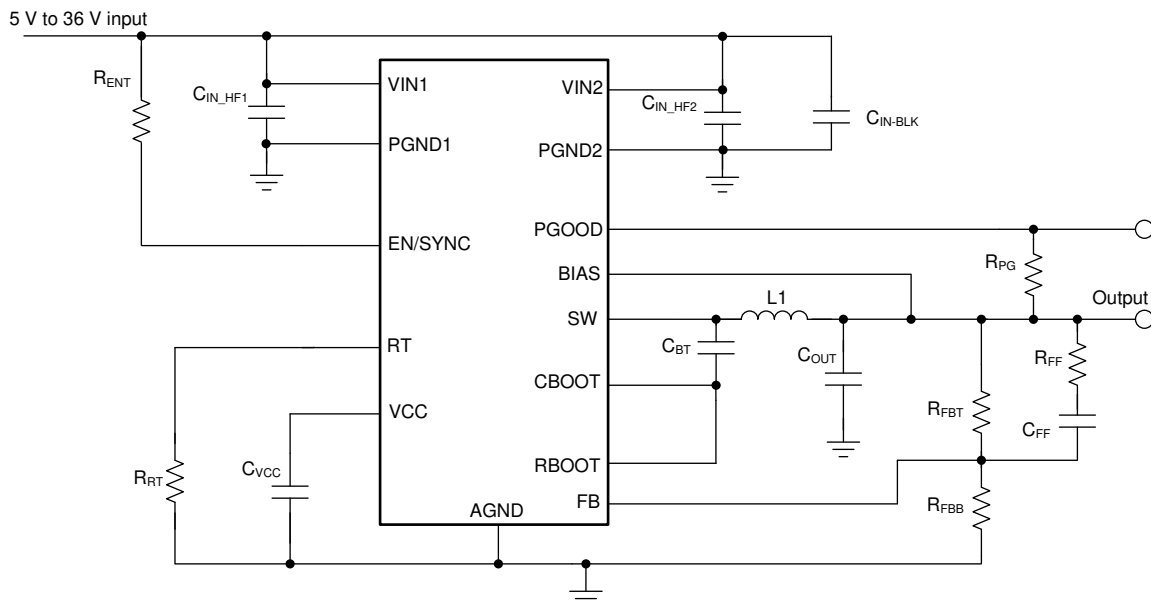 5 V to 36 V input
R_ENT
C_IN_HF1
VIN1
PGND1
EN/SYNC
RT
VCC
R_RT
C_VCC
AGND
VIN2
PGND2
PGOOD
BIAS
SW
CBOOT
RBOOT
FB
C_IN_HF2
C_IN-BLK
R_PG
L1
Output
C_BT
C_OUT
R_FBT
R_FF
C_FF
R_FBB